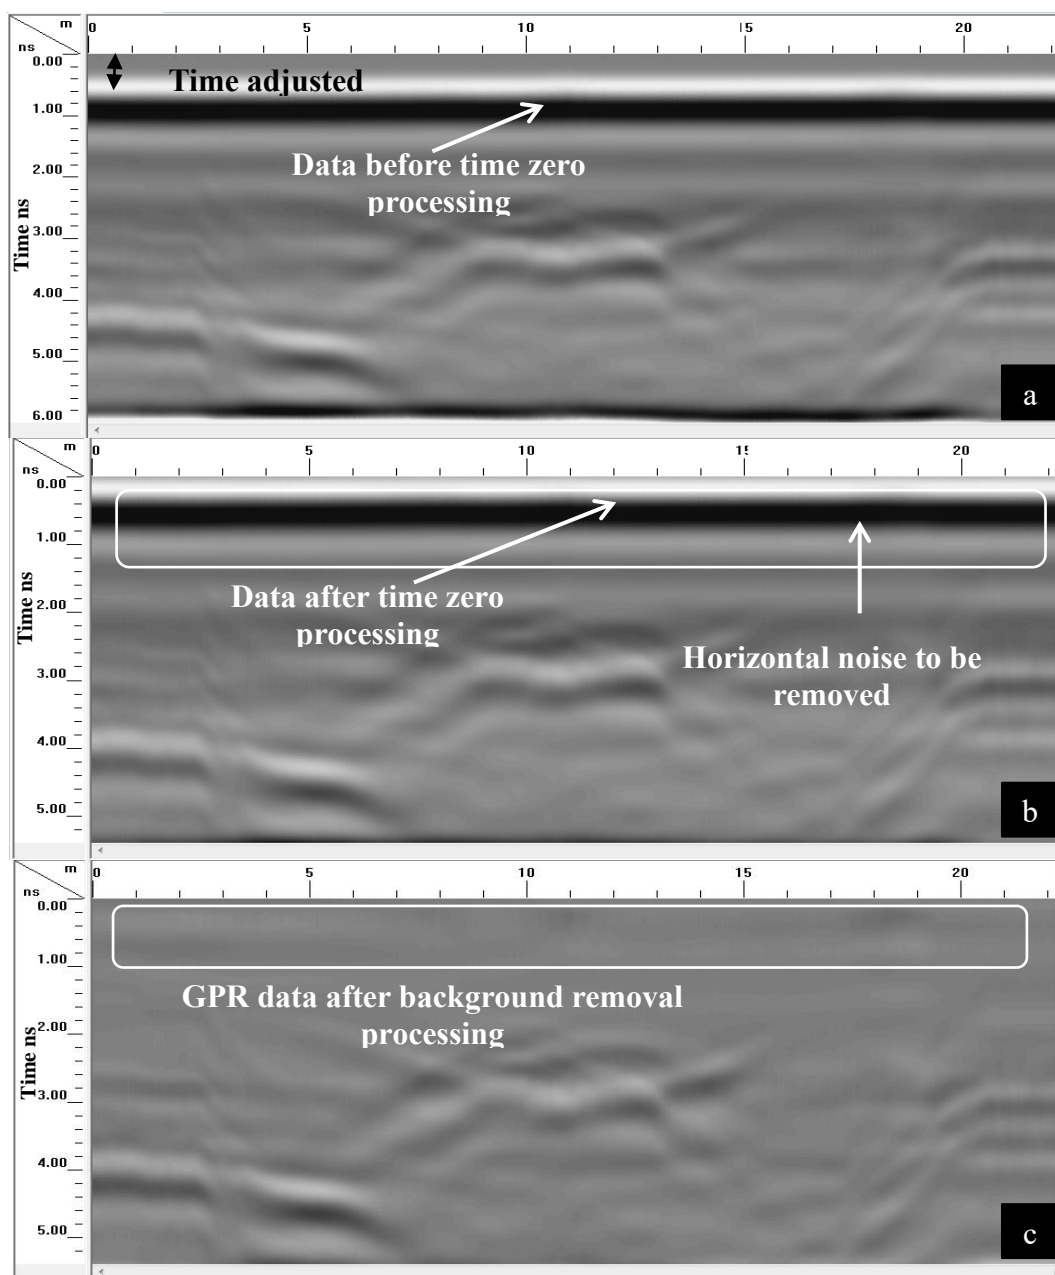 m
0 5 10 15 20
ns
0.00
Time adjusted
1.00
Data before time zero
processing
2.00
3.00
Time ns
4.00
5.00
6.00
a
m
0 5 10 15 20
ns
0.00
1.00
Data after time zero
processing
2.00
Time ns
Horizontal noise to be
removed
3.00
4.00
5.00
b
m
0 5 10 15 20
ns
0.00
1.00
GPR data after background removal
processing
2.00
Time ns
3.00
4.00
5.00
c